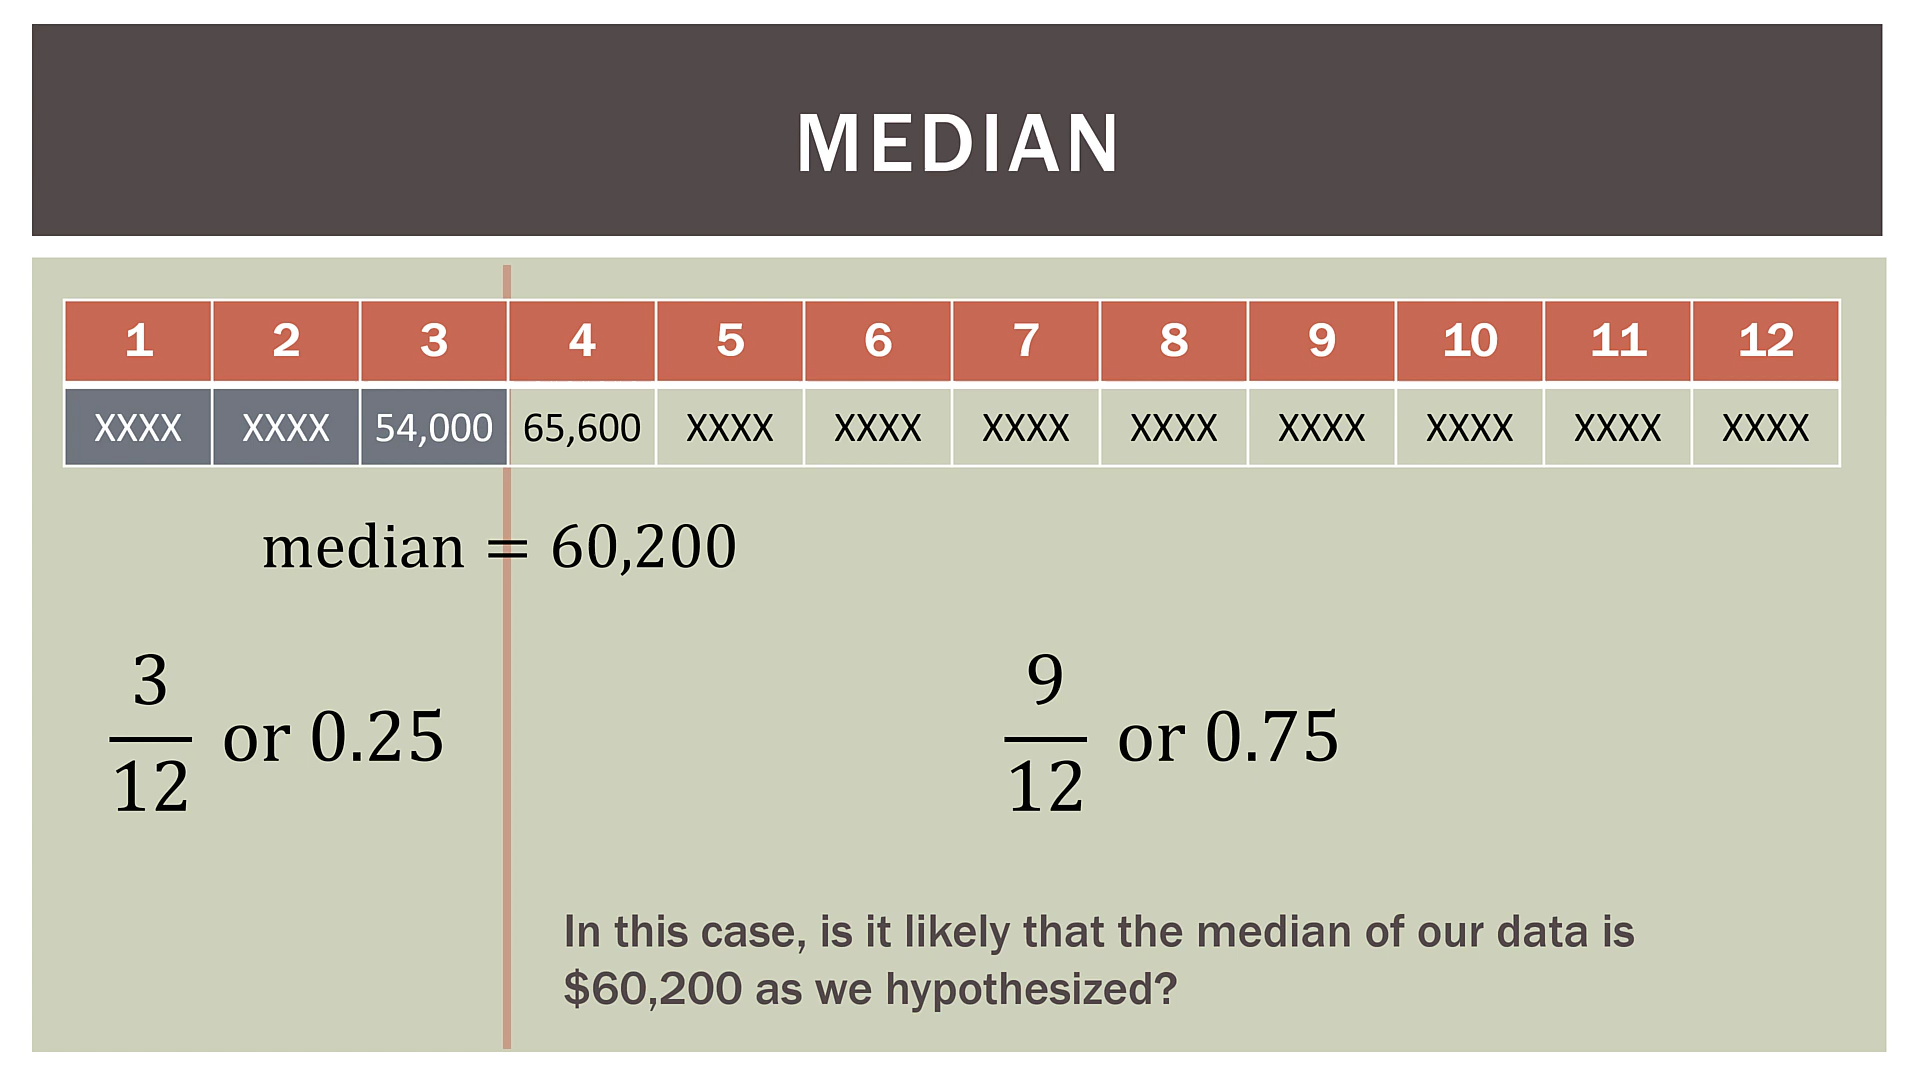 MEDIAN
1 2 3 4 5 6 7 8 9 10 11 12
XXXX XXXX 54,000 65,600 XXXX XXXX XXXX XXXX XXXX XXXX XXXX XXXX
median = 60,200
3/12 or 0.25
9/12 or 0.75
In this case, is it likely that the median of our data is
$60,200 as we hypothesized?